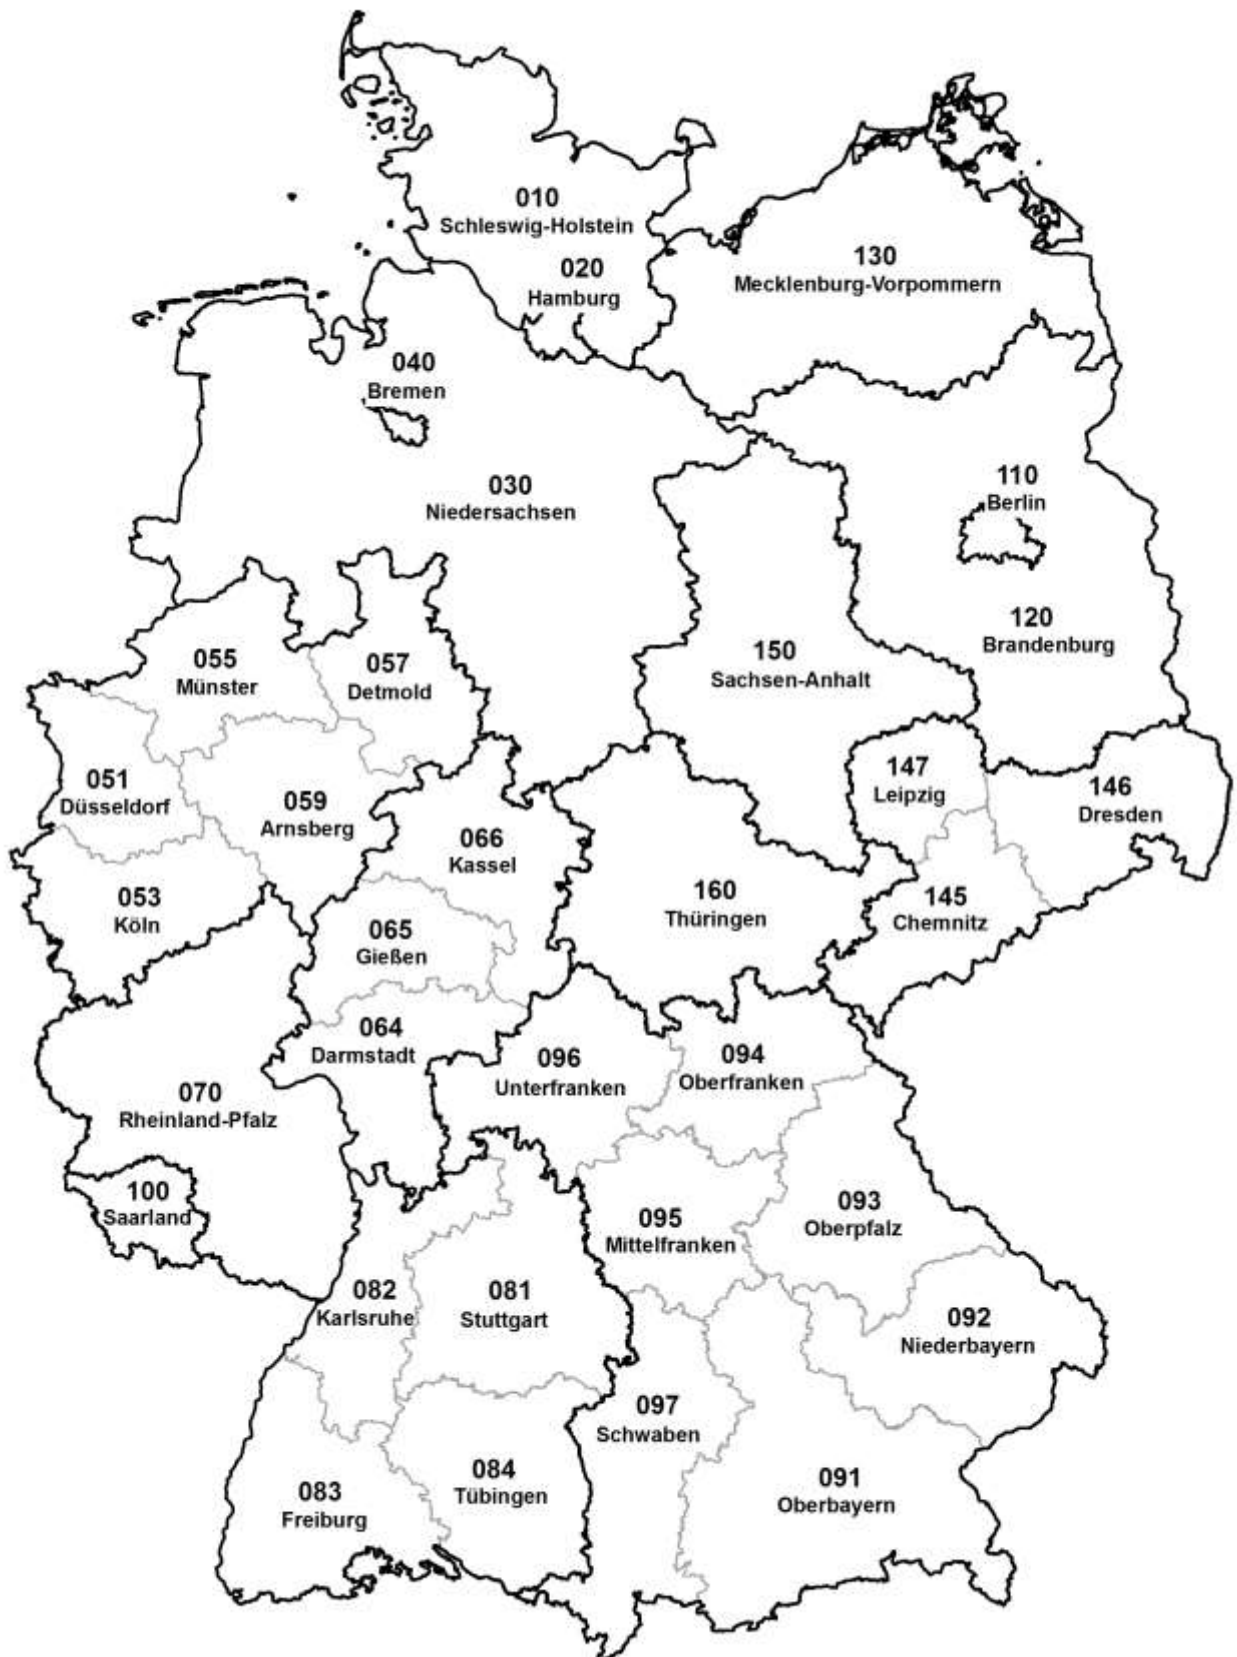 010
Schleswig-Holstein
020
Hamburg
130
Mecklenburg-Vorpommern
040
Bremen
030
Niedersachsen
110
Berlin
120
Brandenburg
055
Münster
057
Detmold
150
Sachsen-Anhalt
051
Düsseldorf
059
Arnsberg
066
Kassel
147
Leipzig
146
Dresden
053
Köln
065
Gießen
160
Thüringen
145
Chemnitz
064
Darmstadt
096
Unterfranken
094
Oberfranken
070
Rheinland-Pfalz
100
Saarland
095
Mittelfranken
093
Oberpfalz
082
Karlsruhe
081
Stuttgart
092
Niederbayern
097
Schwaben
083
Freiburg
084
Tübingen
091
Oberbayern